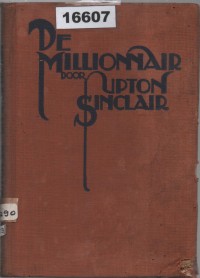 16607
DE
MILLIONNAIR
DOOR UPTON
SINCLAIR